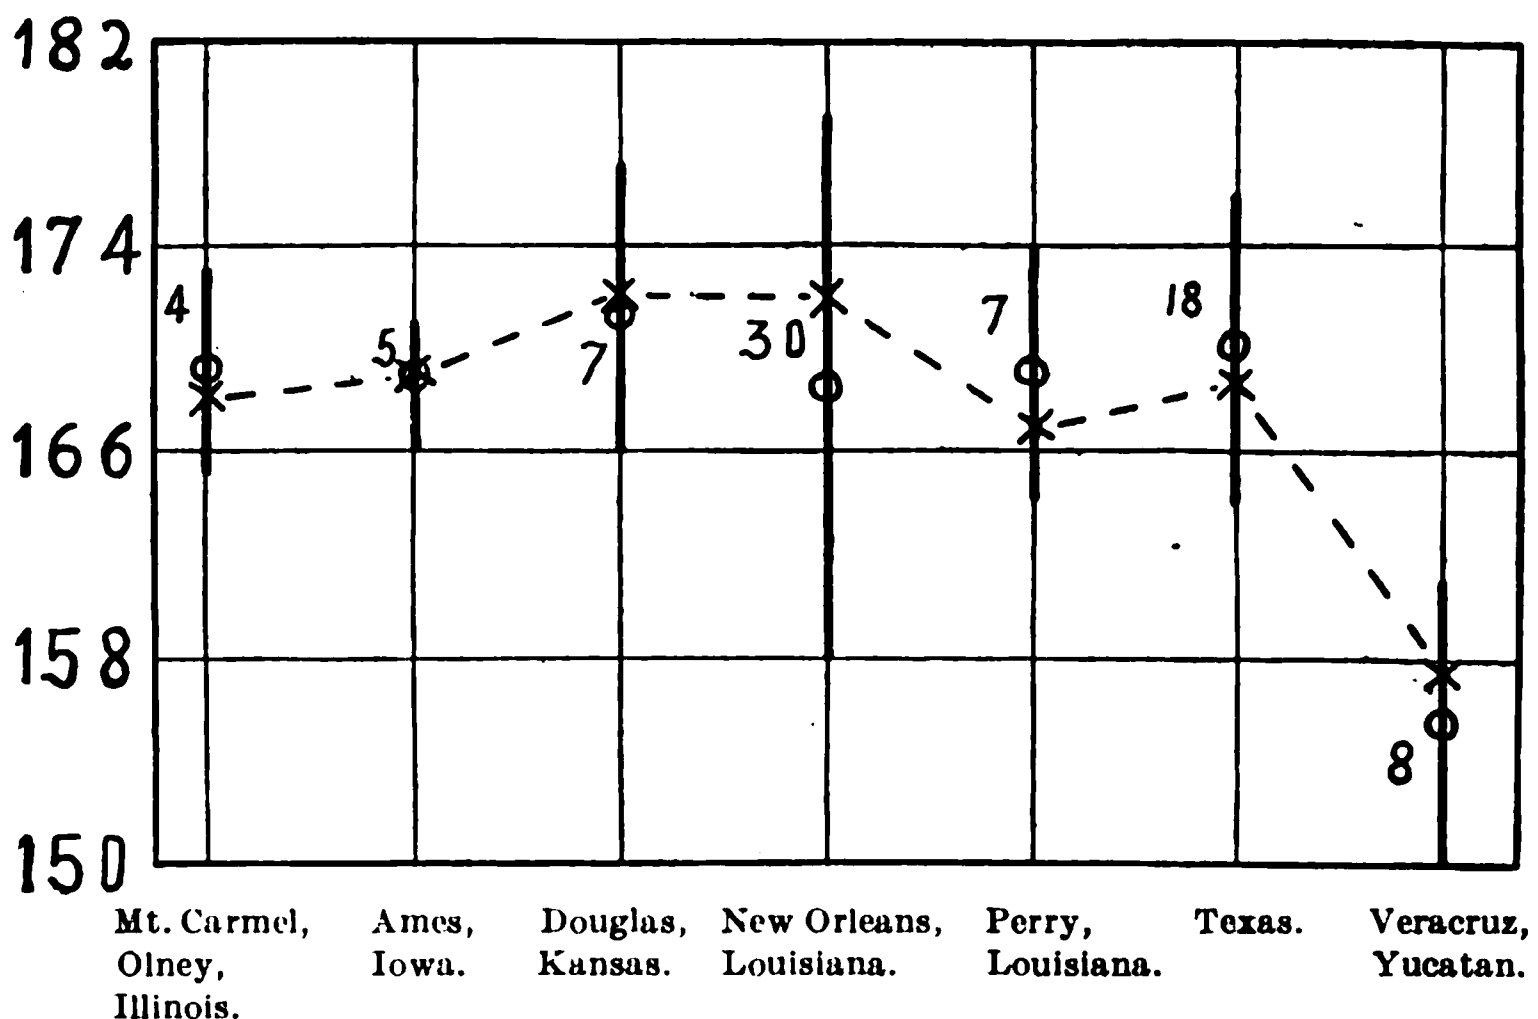 182
174
166
158
150
4
5
7
30
7
18
8
Mt. Carmel,
Olney,
Illinois.
Ames,
Iowa.
Douglas,
Kansas.
New Orleans,
Louisiana.
Perry,
Louisiana.
Texas.
Veracruz,
Yucatan.